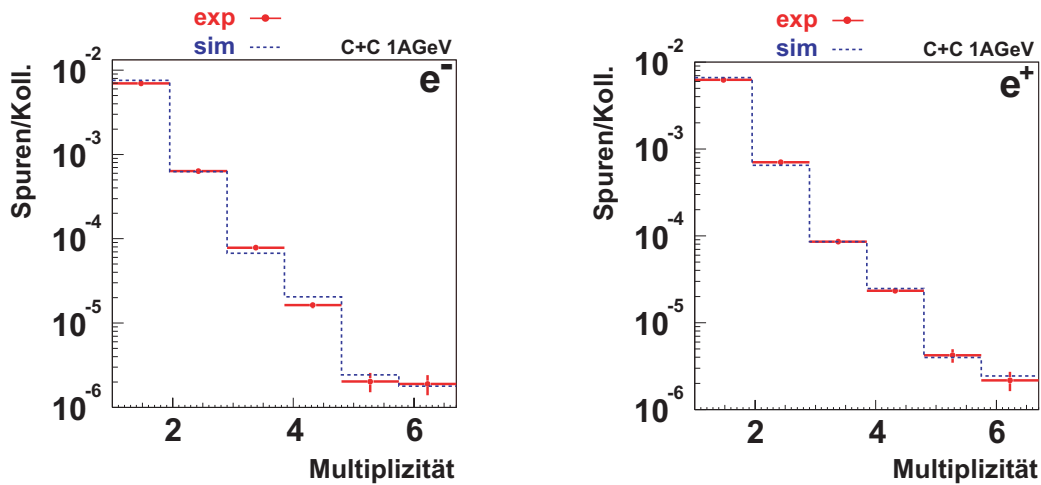 exp
sim
C+C 1AGeV
e-
Spuren/Koll.
10-2
10-3
10-4
10-5
10-6
2 4 6
Multiplizität
exp
sim
C+C 1AGeV
e+
Spuren/Koll.
10-2
10-3
10-4
10-5
10-6
2 4 6
Multiplizität